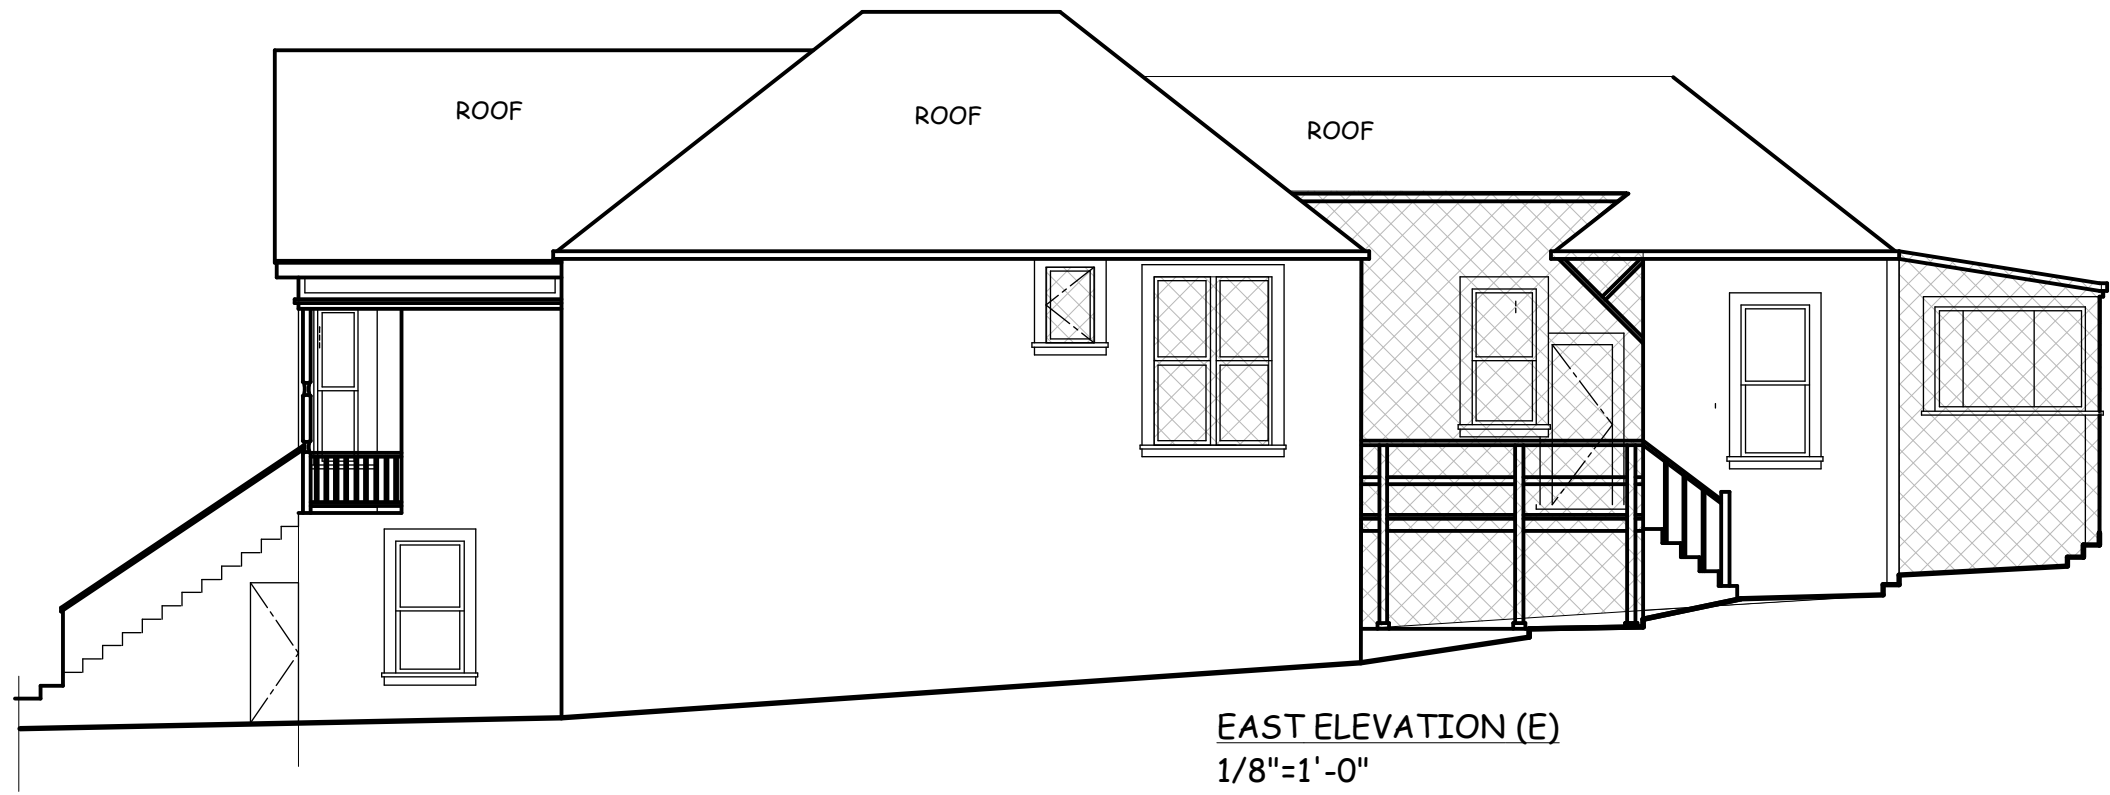 ROOF
ROOF
ROOF
EAST ELEVATION (E)
1/8"=1'-0"